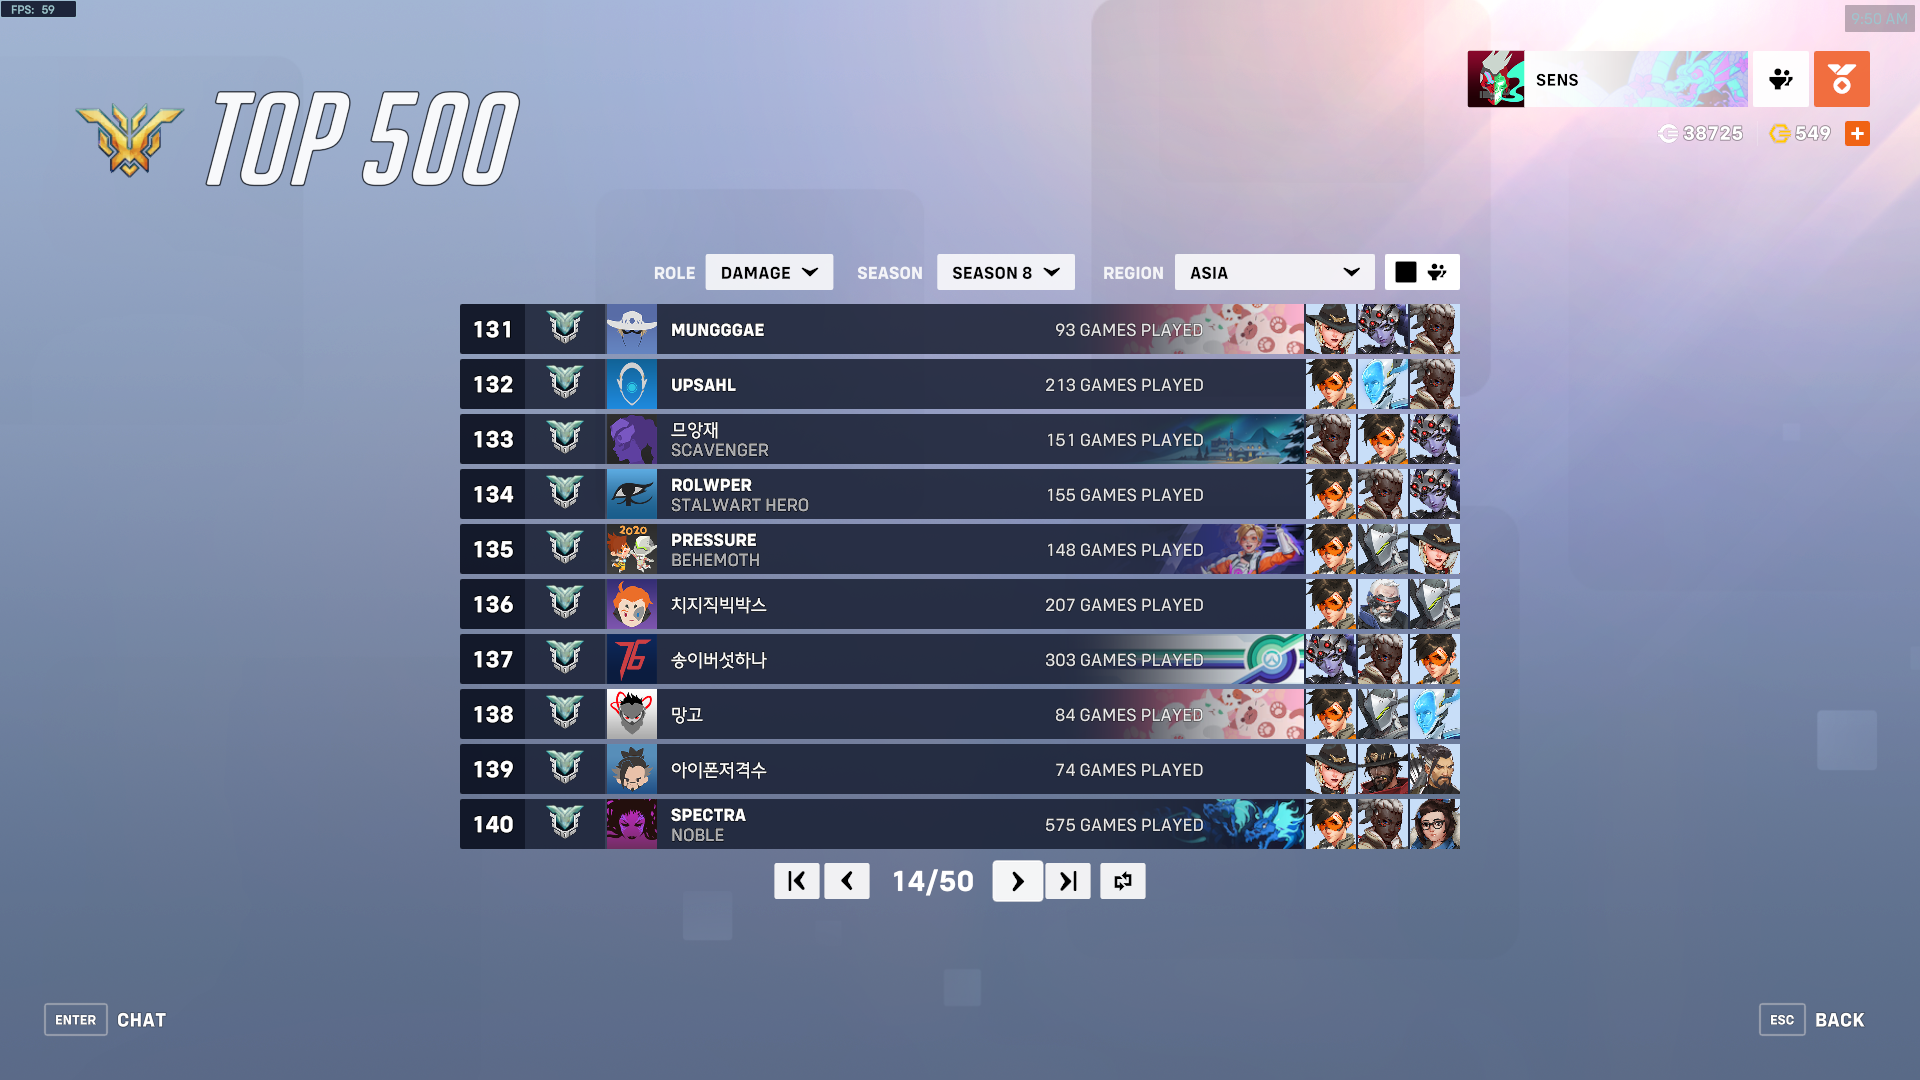 FPS: 59
9:50 AM
TOP 500
SENS
38725
549
ROLE
DAMAGE
SEASON
SEASON 8
REGION
ASIA
131
MUNGGGAE
93 GAMES PLAYED
132
UPSAHL
213 GAMES PLAYED
133
므앙재
SCAVENGER
151 GAMES PLAYED
134
ROLWPER
STALWART HERO
155 GAMES PLAYED
135
2020
PRESSURE
BEHEMOTH
148 GAMES PLAYED
136
치지직빅박스
207 GAMES PLAYED
137
76
송이버섯하나
303 GAMES PLAYED
138
망고
84 GAMES PLAYED
139
아이폰저격수
74 GAMES PLAYED
140
SPECTRA
NOBLE
575 GAMES PLAYED
14/50
ENTER
CHAT
ESC
BACK